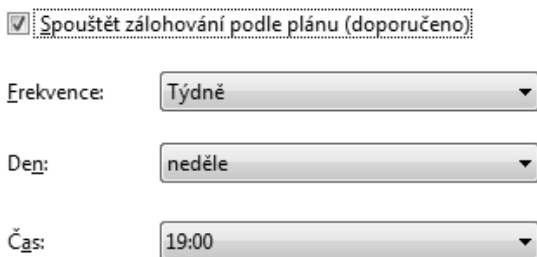 Spouštět zálohování podle plánu (doporučeno)
Frekvence: Týdně
Den: neděle
Čas: 19:00